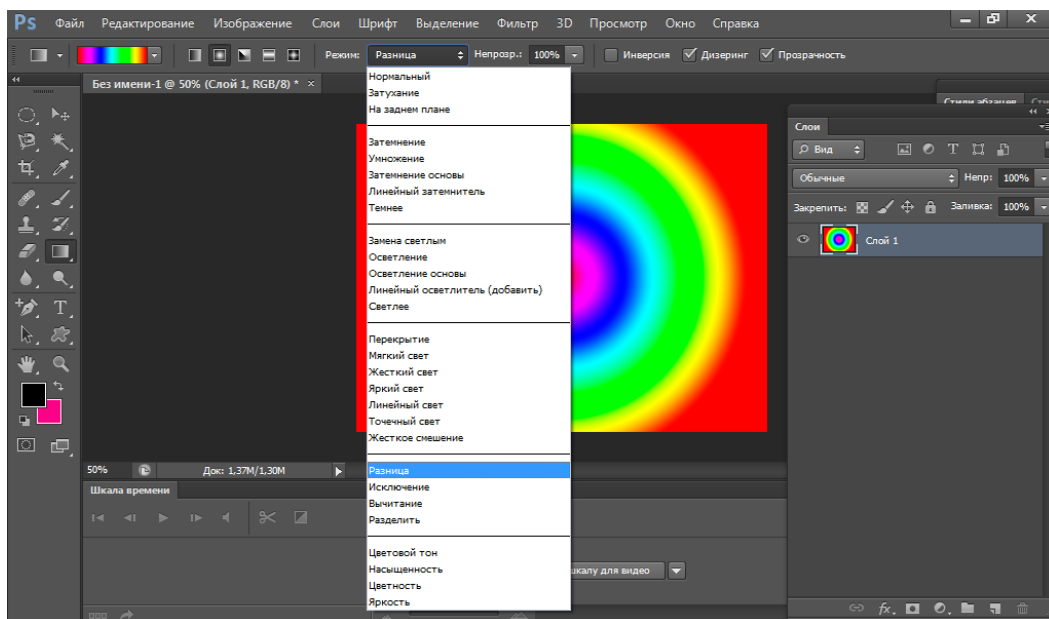 Ps Файл Редактирование Изображение Слои Шрифт Выделение Фильтр 3D Просмотр Окно Справка
Режим: Разница Непозр.: 100% Инверсия Дизеринг Прозрачность
Без имени-1 @ 50% (Слой 1, RGB/8) * ×
Нормальный
Затухание
На заднем плане
Затемнение
Умножение
Затемнение основы
Линейный затемнитель
Темнее
Замена светлым
Осветление
Осветление основы
Линейный осветлитель (добавить)
Светлее
Перекрытие
Мягкий свет
Жесткий свет
Яркий свет
Линейный свет
Точечный свет
Жесткое смешение
Разница
Исключение
Вычитание
Разделить
Цветовой тон
Насыщенность
Цветность
Яркость
50% Док: 1,37M/1,30M
Шкала времени
шкалу для видео
Стили абзацев
Слои
Вид
Обычные Непр: 100%
Закрепить: Заливка: 100%
Слой 1
fx